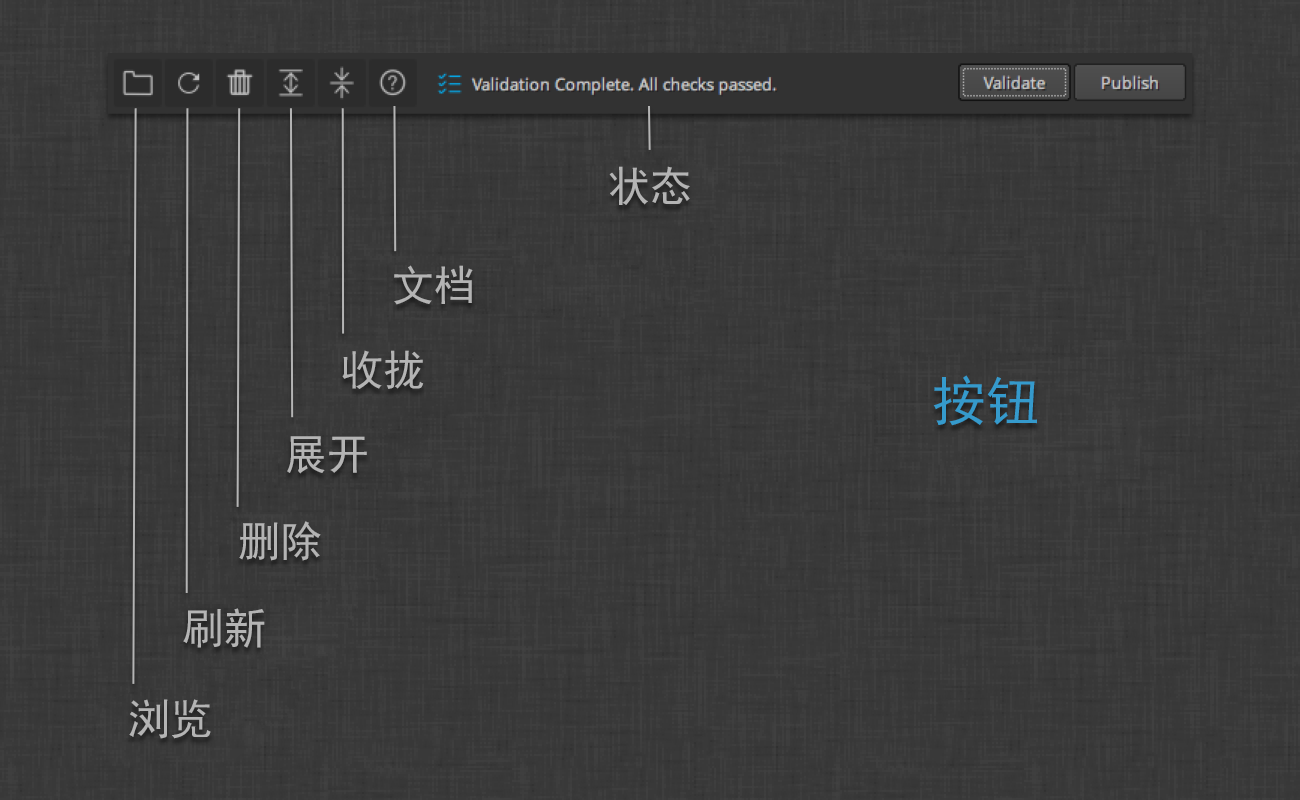 Validation Complete. All checks passed.
Validate
Publish
状态
文档
收拢
按钮
展开
删除
刷新
浏览